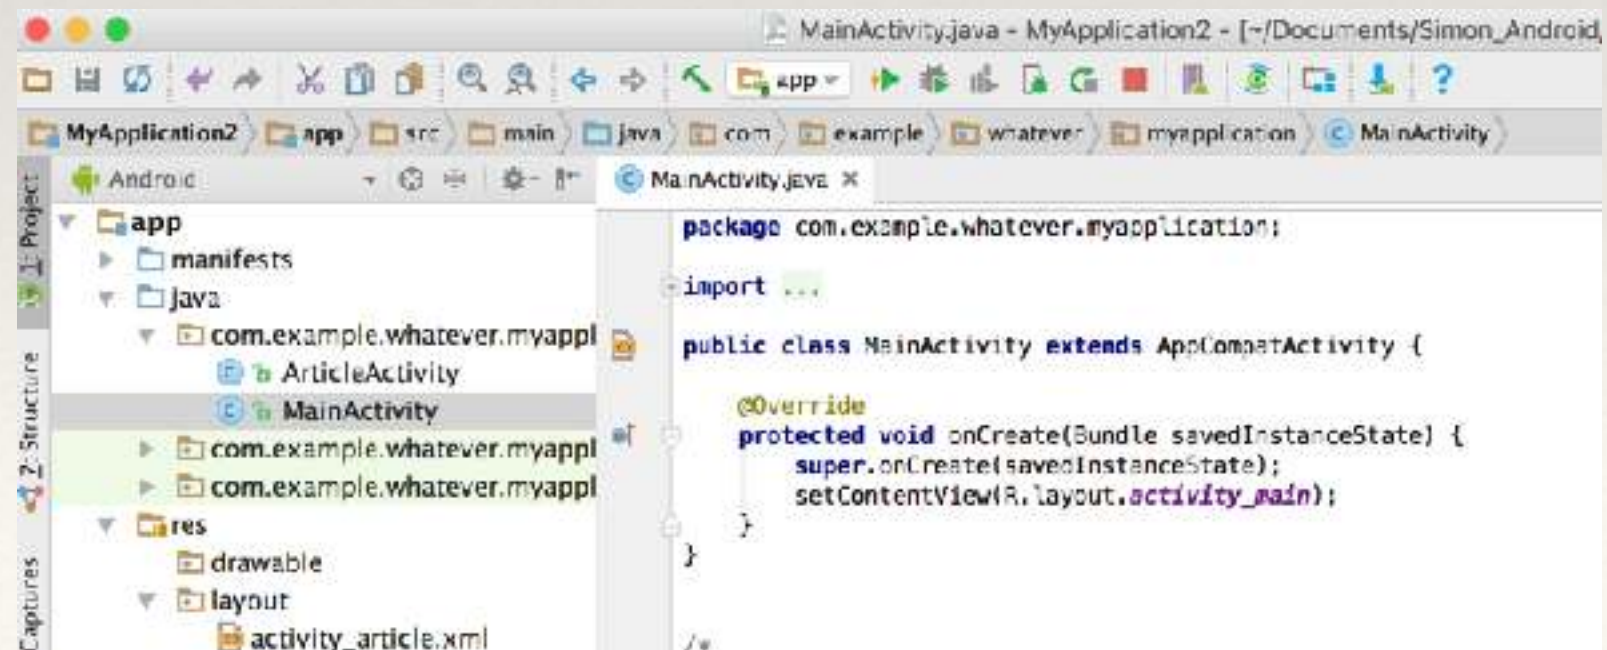 MainActivity.java - MyApplication2 - [~/Documents/Simon_Android_
app
MyApplication2 app src main java com example whatever myapplication MainActivity
1: Project
2: Structure
Captures
Android
app
manifests
java
com.example.whatever.myappl
ArticleActivity
MainActivity
com.example.whatever.myappl
com.example.whatever.myappl
res
drawable
layout
activity_article.xml
MainActivity.java
package com.example.whatever.myapplication;
import ...
public class MainActivity extends AppCompatActivity {
@Override
protected void onCreate(Bundle savedInstanceState) {
super.onCreate(savedInstanceState);
setContentView(R.layout.activity_main);
}
}
/*